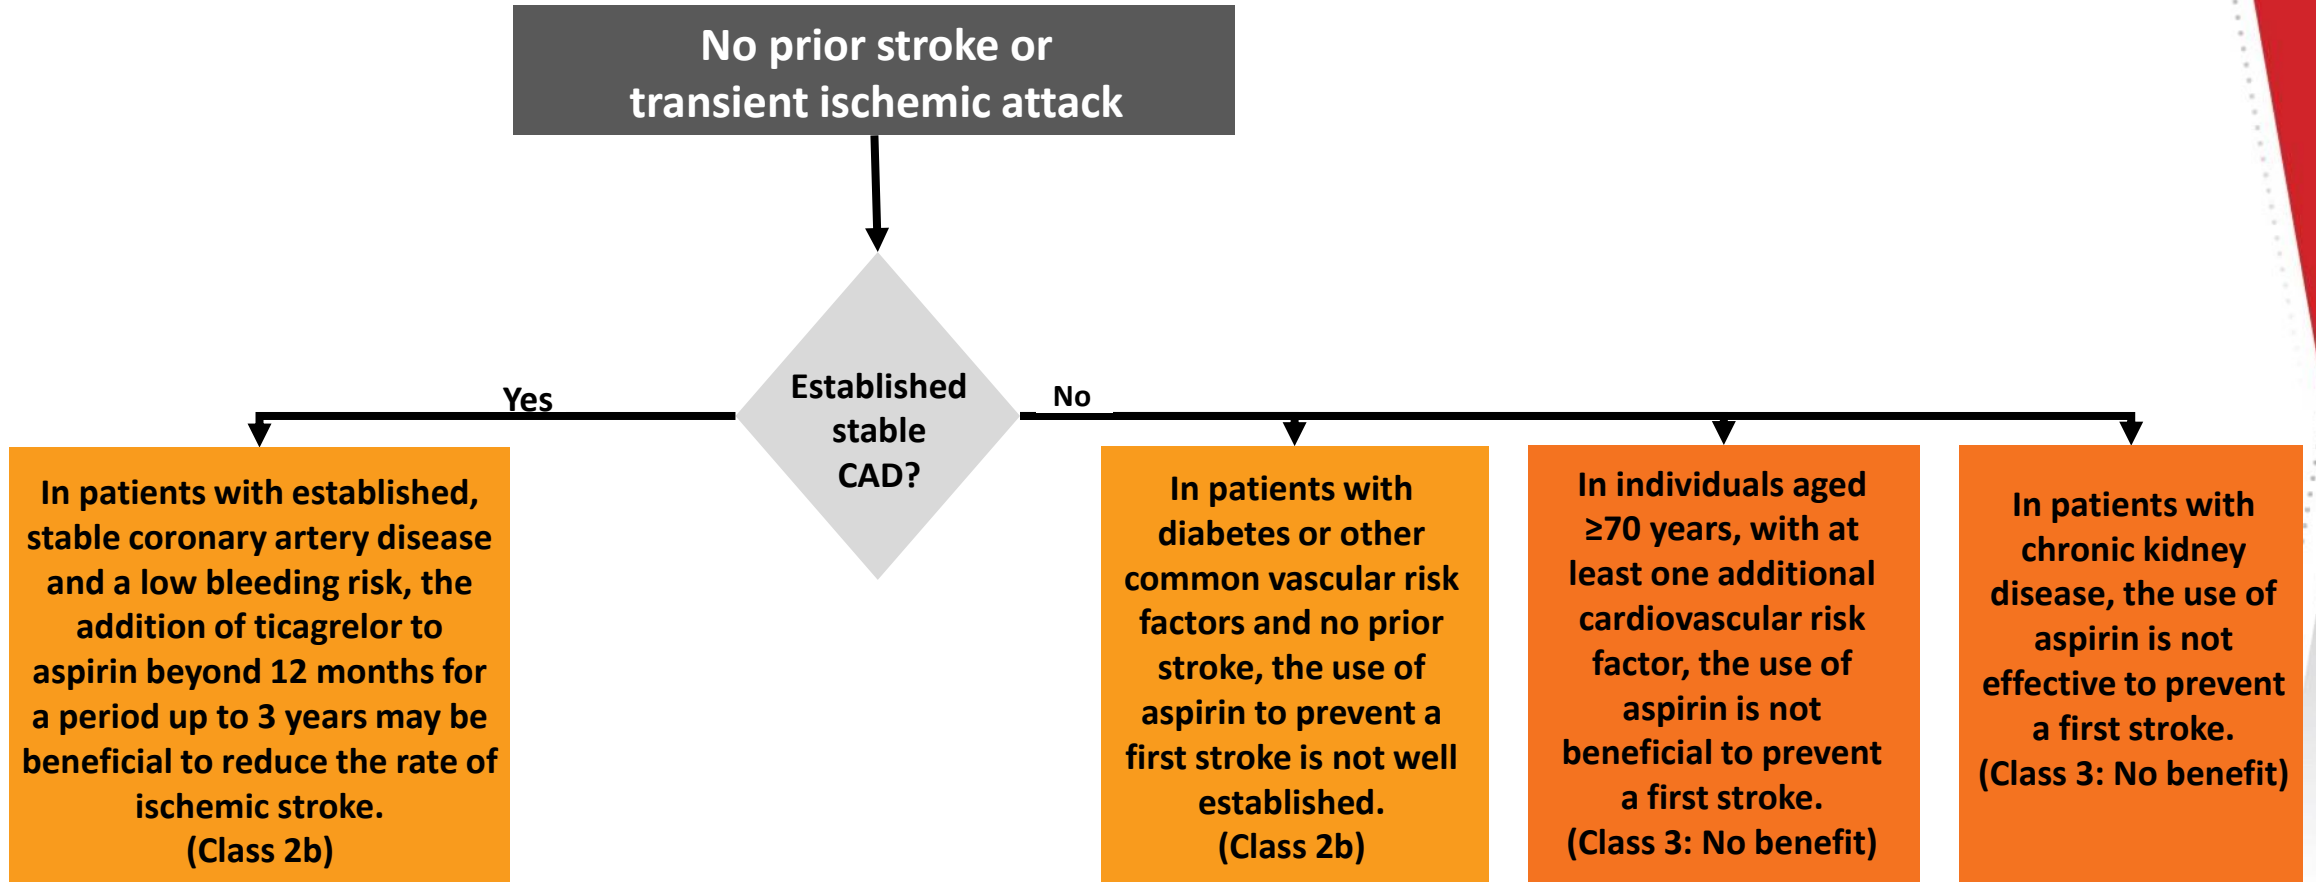 No prior stroke or
transient ischemic attack
Established
stable
CAD?
Yes
No
In patients with established,
stable coronary artery disease
and a low bleeding risk, the
addition of ticagrelor to
aspirin beyond 12 months for
a period up to 3 years may be
beneficial to reduce the rate of
ischemic stroke.
(Class 2b)
In patients with
diabetes or other
common vascular risk
factors and no prior
stroke, the use of
aspirin to prevent a
first stroke is not well
established.
(Class 2b)
In individuals aged
≥70 years, with at
least one additional
cardiovascular risk
factor, the use of
aspirin is not
beneficial to prevent
a first stroke.
(Class 3: No benefit)
In patients with
chronic kidney
disease, the use of
aspirin is not
effective to prevent
a first stroke.
(Class 3: No benefit)